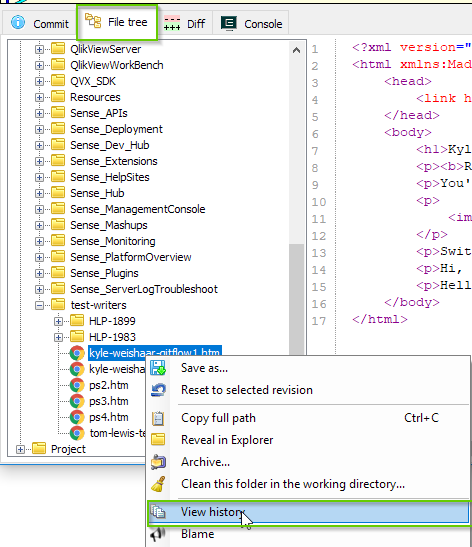 Commit File tree Diff Console
QlikViewServer
QlikViewWorkBench
QVX_SDK
Resources
Sense_APIs
Sense_Deployment
Sense_Dev_Hub
Sense_Extensions
Sense_HelpSites
Sense_Hub
Sense_ManagementConsole
Sense_Mashups
Sense_Monitoring
Sense_PlatformOverview
Sense_Plugins
Sense_ServerLogTroubleshoot
test-writers
HLP-1899
HLP-1983
kyle-weishaar-gitflow1.htm
kyle-weisha
ps2.htm
ps3.htm
ps4.htm
tom-lewis-te
Project
1 <?xml version="
2 <html xmlns:Mad
3 <head>
4 <link h
5 </head>
6 <body>
7 <h1>Kyl
8 <p><b>R
9 <p>You'
10 <p>
11 <im
12 </p>
13 <p>Swit
14 <p>Hi,
15 <p>Hell
16 </body>
17 </html>
Save as...
Reset to selected revision
Copy full path Ctrl+C
Reveal in Explorer
Archive...
Clean this folder in the working directory...
View history
Blame